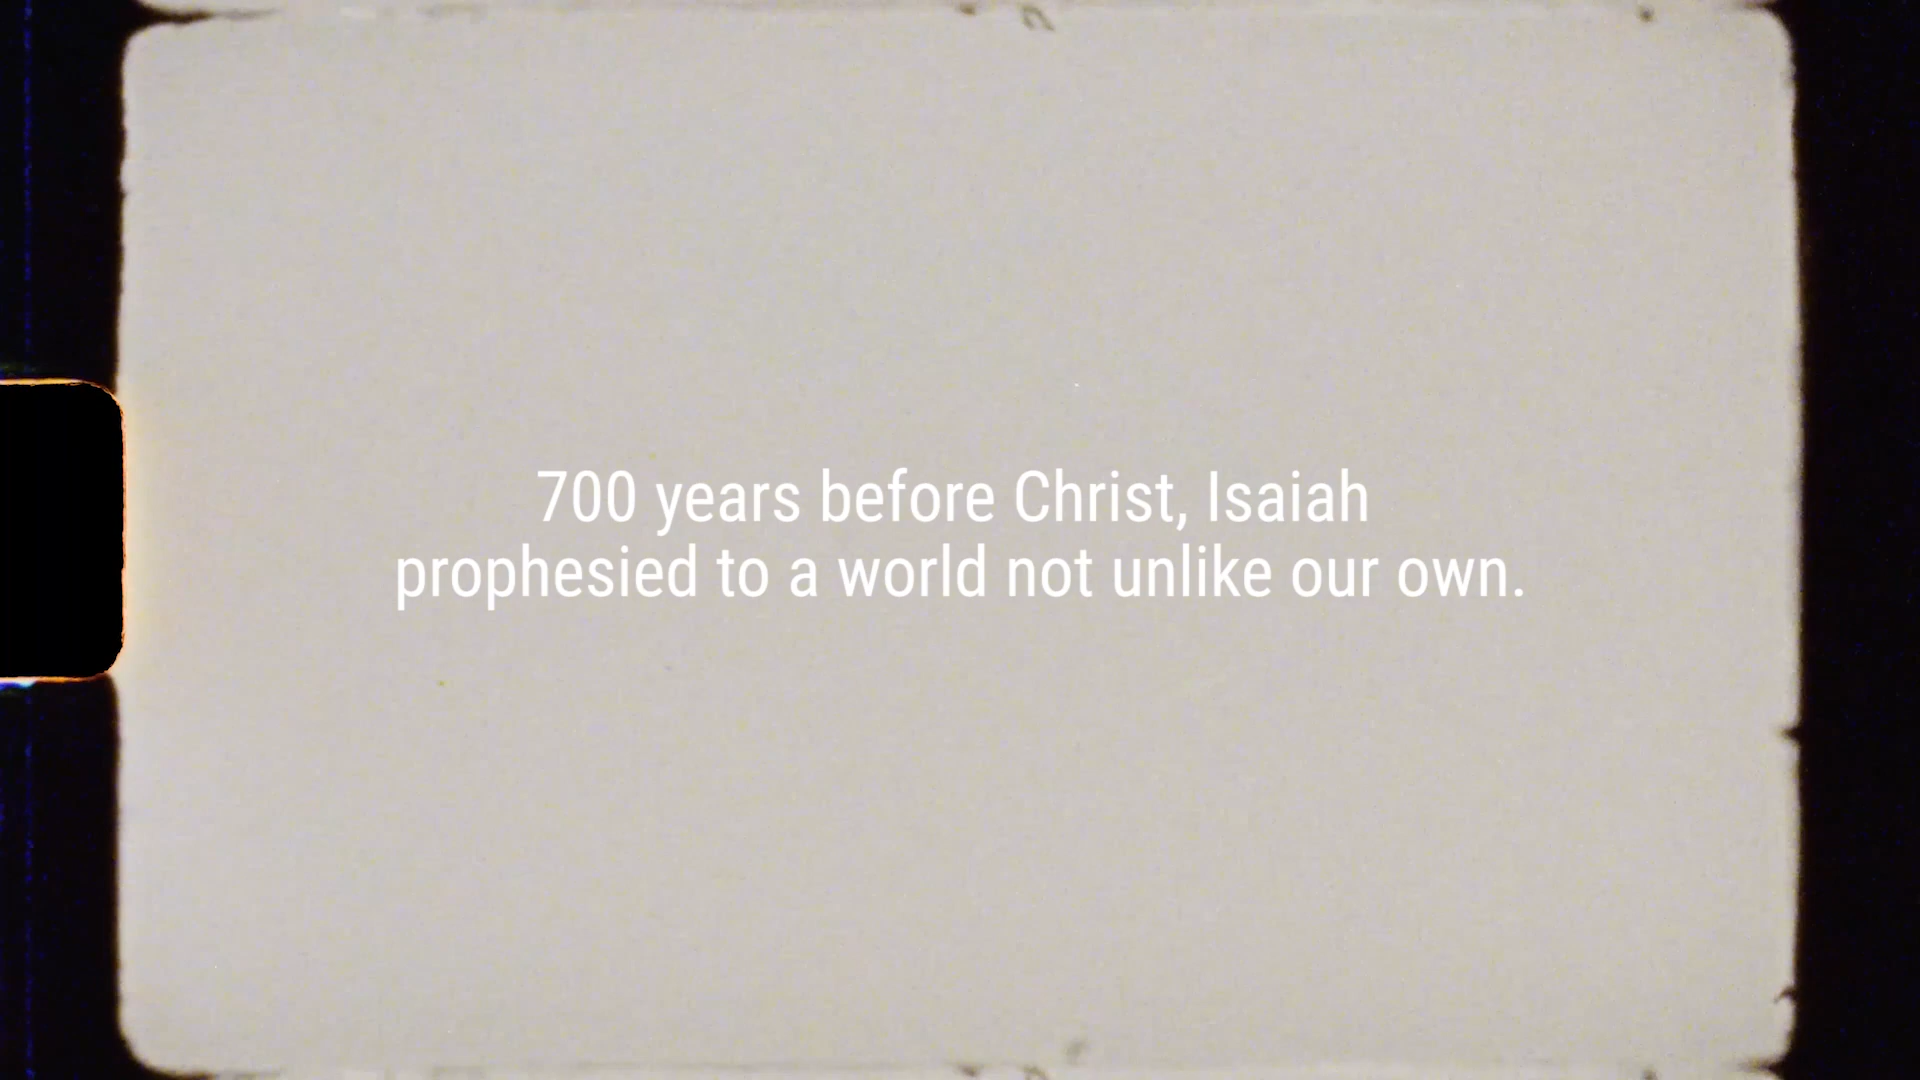 700 years before Christ, Isaiah
prophesied to a world not unlike our own.